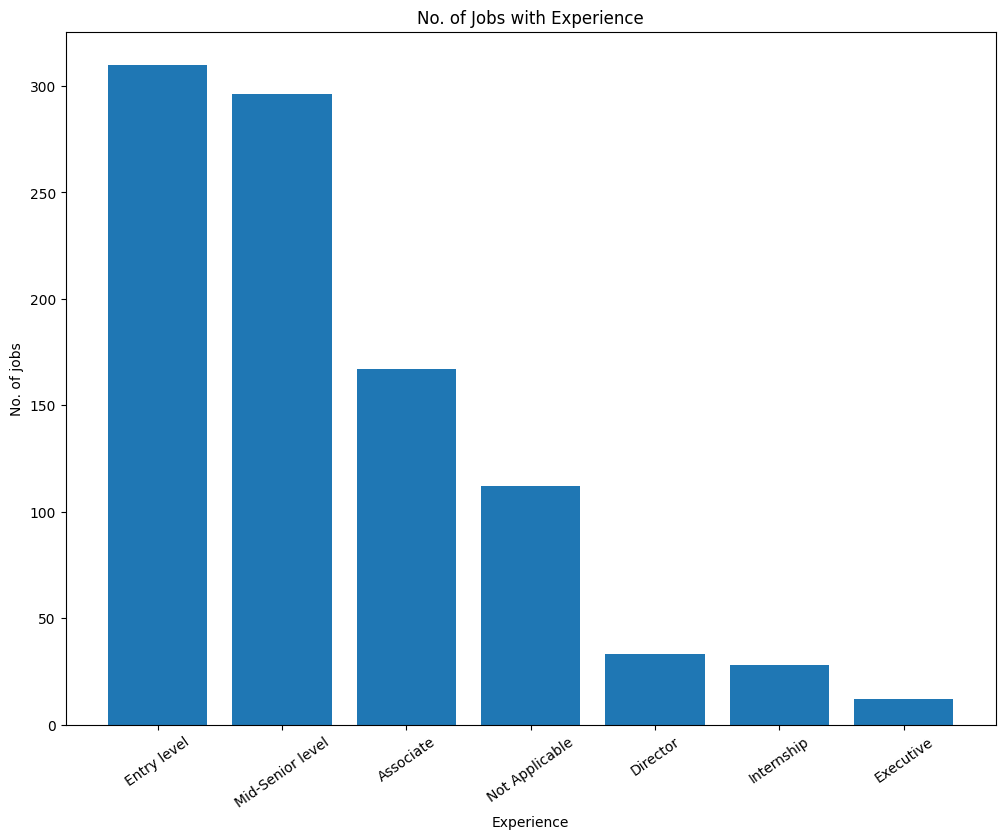 No. of Jobs with Experience
No. of jobs
300
250
200
150
100
50
0
Entry level
Mid-Senior level
Associate
Not Applicable
Director
Internship
Executive
Experience